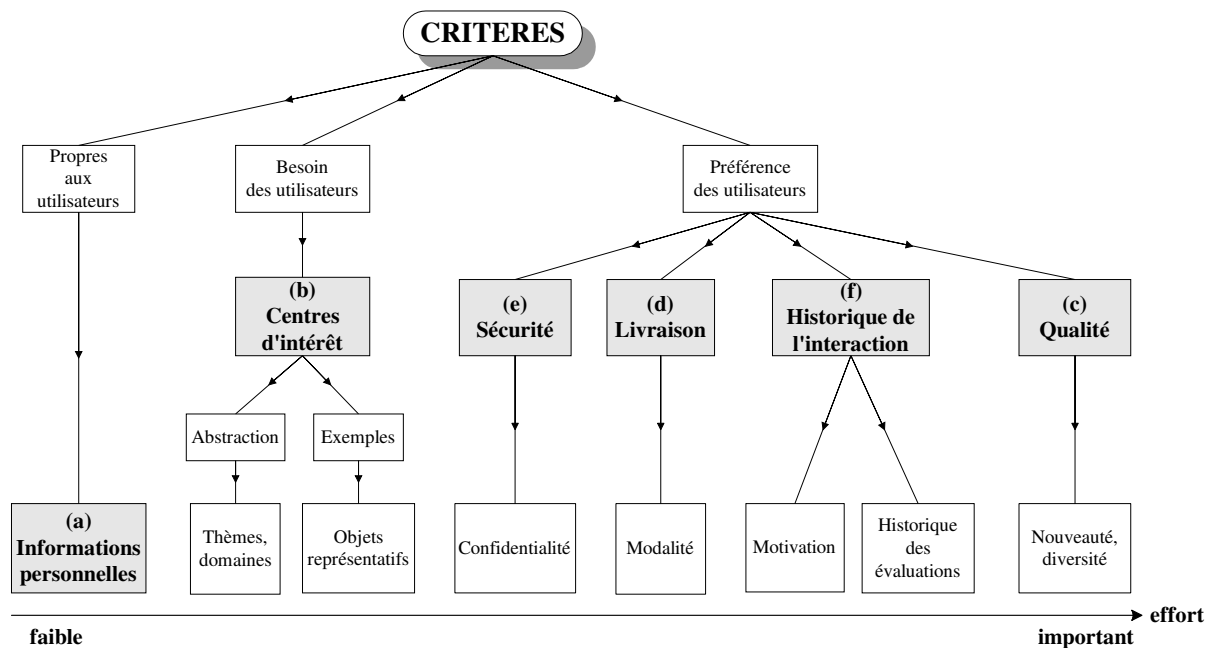 CRITERES
Propres
aux
utilisateurs
Besoin
des utilisateurs
Préférence
des utilisateurs
(b)
Centres
d'intérêt
(e)
Sécurité
(d)
Livraison
(f)
Historique de
l'interaction
(c)
Qualité
Abstraction
Exemples
(a)
Informations
personnelles
Thèmes,
domaines
Objets
représentatifs
Confidentialité
Modalité
Motivation
Historique
des
évaluations
Nouveauté,
diversité
effort
faible
important